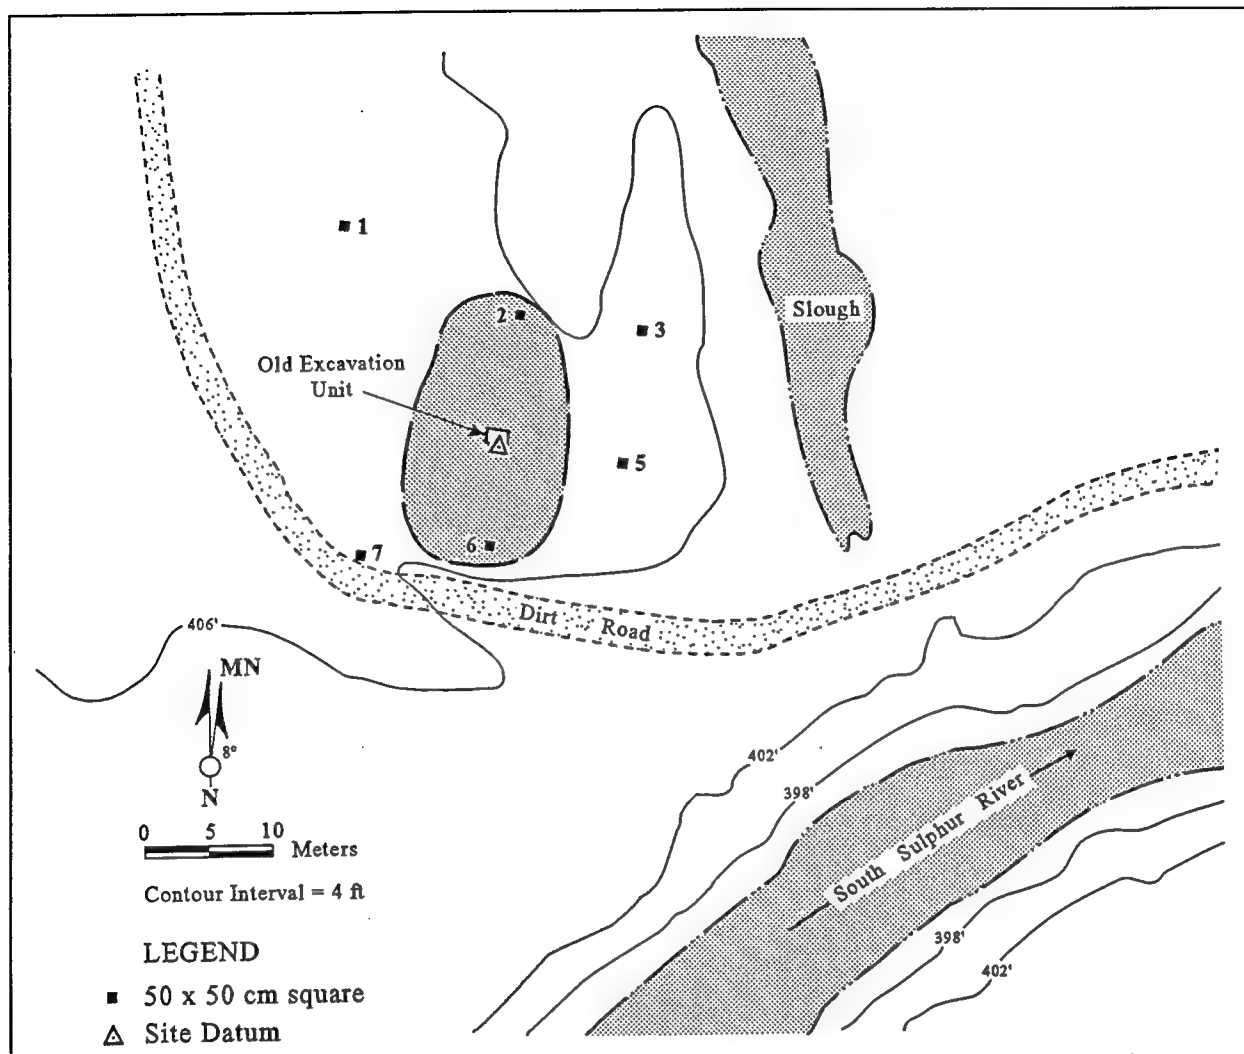 1
2
3
Slough
Old Excavation
Unit
5
6
7
Dirt Road
406'
MN
8°
N
402'
398'
South Sulphur River
0 5 10
Meters
Contour Interval = 4 ft
398'
402'
LEGEND
50 x 50 cm square
Site Datum